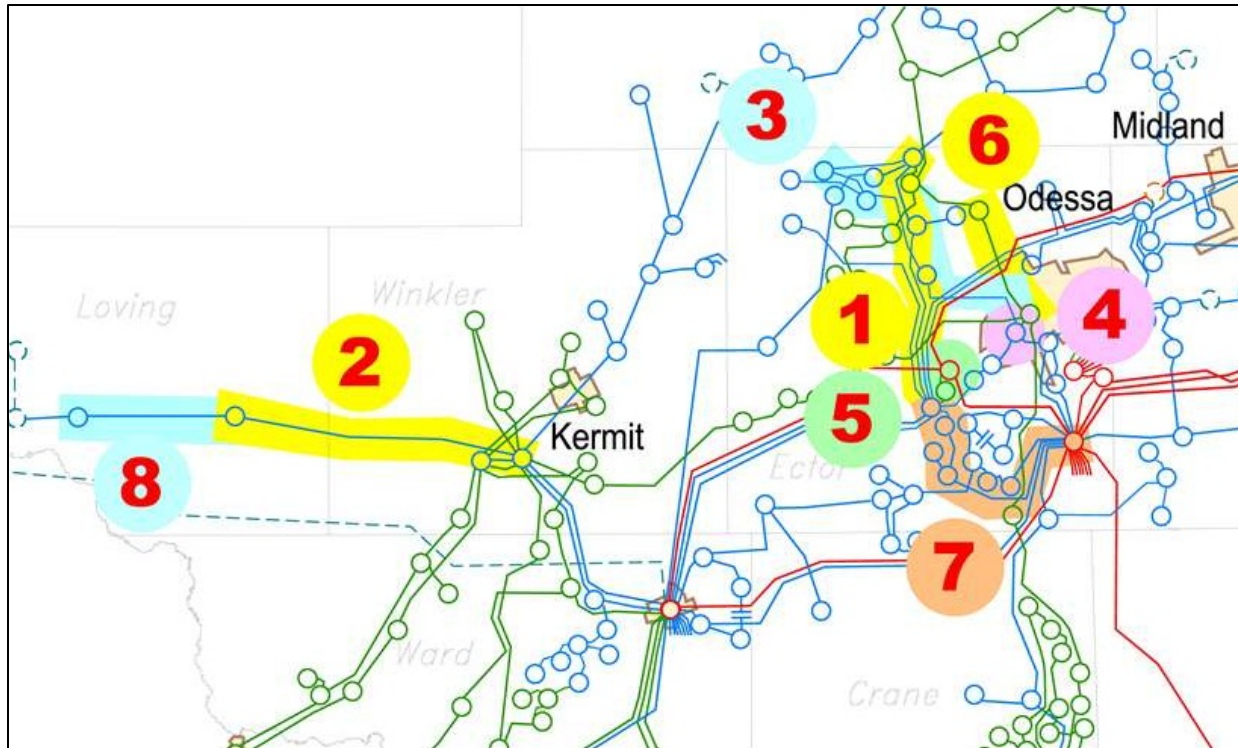 3
6
Midland
Odessa
Loving
Winkler
1
4
2
5
Kermit
Ector
8
7
Ward
Crane